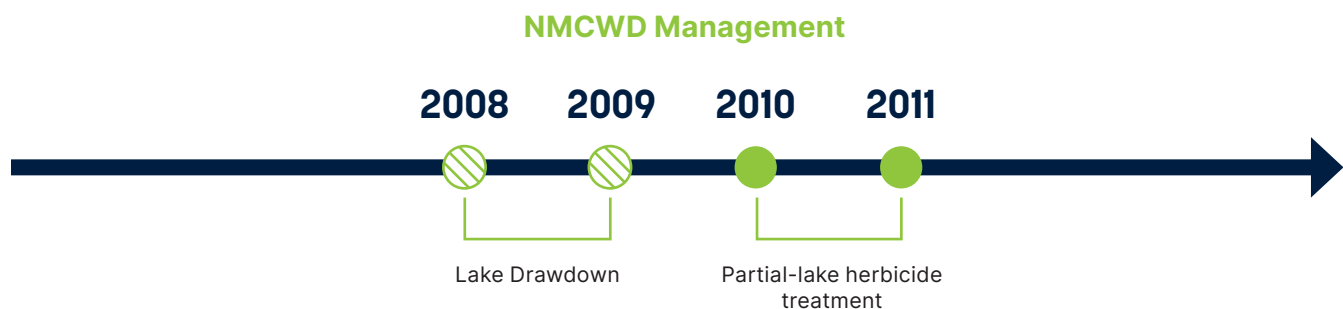 NMCWD Management
2008 2009 2010 2011
Lake Drawdown
Partial-lake herbicide
treatment